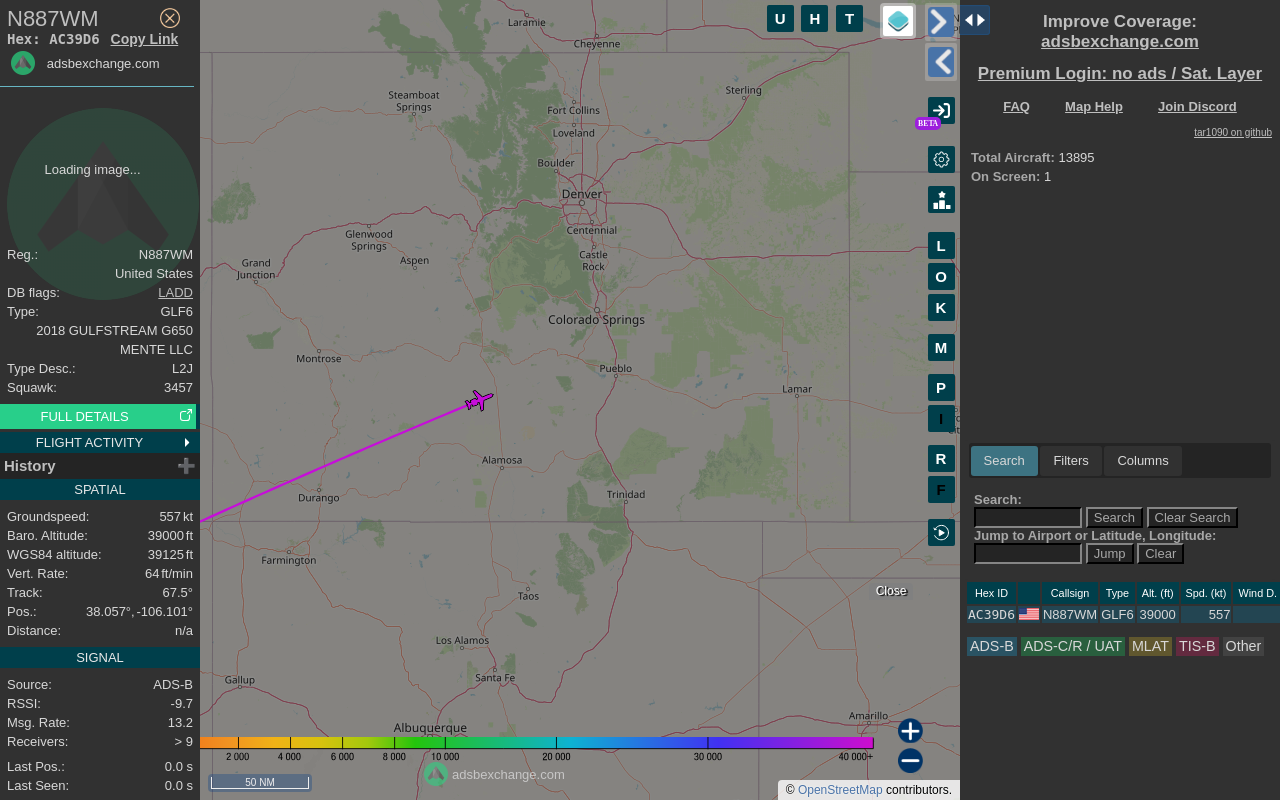 N887WM
Hex: AC39D6 Copy Link
adsbexchange.com
Loading image...
Reg.: N887WM
United States
DB flags: LADD
Type: GLF6
2018 GULFSTREAM G650
MENTE LLC
Type Desc.: L2J
Squawk: 3457
FULL DETAILS
FLIGHT ACTIVITY
History
SPATIAL
Groundspeed: 557 kt
Baro. Altitude: 39000 ft
WGS84 altitude: 39125 ft
Vert. Rate: 64 ft/min
Track: 67.5°
Pos.: 38.057°, -106.101°
Distance: n/a
SIGNAL
Source: ADS-B
RSSI: -9.7
Msg. Rate: 13.2
Receivers: > 9
Last Pos.: 0.0 s
Last Seen: 0.0 s
Laramie
Cheyenne
Sterling
Steamboat
Springs
Fort Collins
Loveland
Boulder
Denver
Centennial
Glenwood
Springs
Castle
Rock
Aspen
Grand
Junction
Colorado Springs
Montrose
Pueblo
Lamar
Alamosa
Durango
Trinidad
Farmington
Taos
Los Alamos
Santa Fe
Gallup
Albuquerque
Amarillo
2 000 4 000 6 000 8 000 10 000 20 000 30 000 40 000+
50 NM
adsbexchange.com
© OpenStreetMap contributors.
U H T
BETA
L
O
K
M
P
I
R
F
Close
Improve Coverage:
adsbexchange.com
Premium Login: no ads / Sat. Layer
FAQ Map Help Join Discord
tar1090 on github
Total Aircraft: 13895
On Screen: 1
Search Filters Columns
Search:
Search Clear Search
Jump to Airport or Latitude, Longitude:
Jump Clear
Hex ID Callsign Type Alt. (ft) Spd. (kt) Wind D.
AC39D6 N887WM GLF6 39000 557
ADS-B ADS-C/R / UAT MLAT TIS-B Other